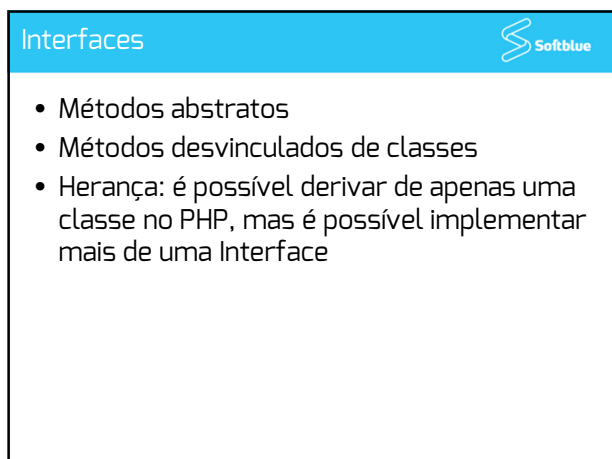 Interfaces
Softblue
• Métodos abstratos
• Métodos desvinculados de classes
• Herança: é possível derivar de apenas uma
classe no PHP, mas é possível implementar
mais de uma Interface